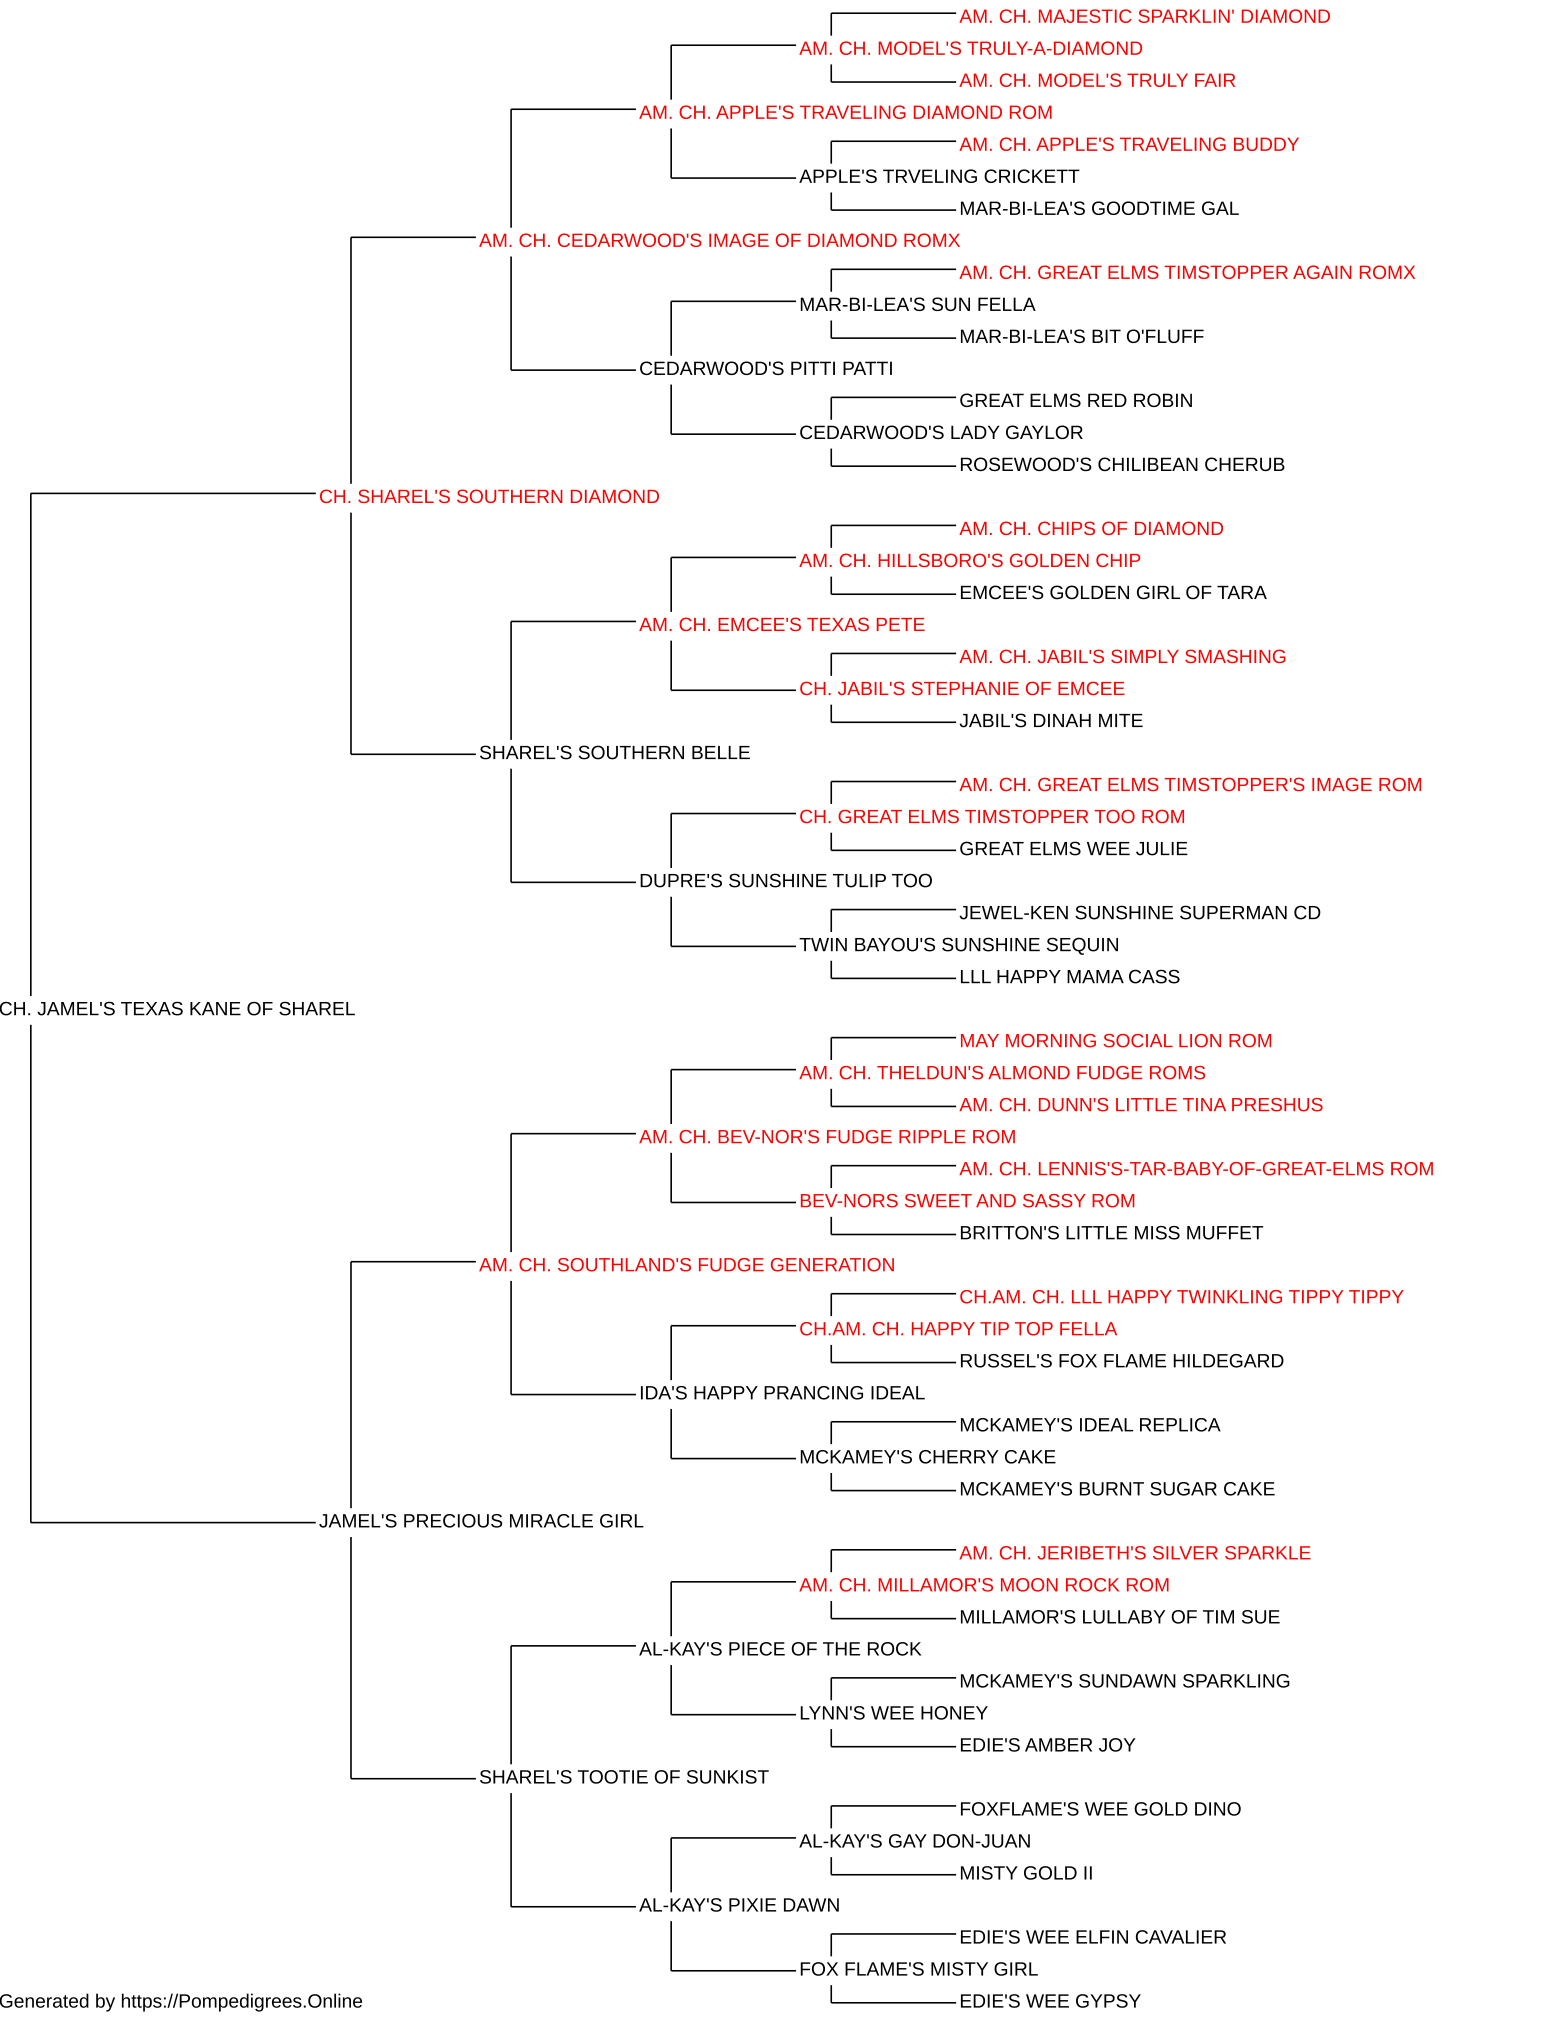 AM. CH. MAJESTIC SPARKLIN' DIAMOND
AM. CH. MODEL'S TRULY-A-DIAMOND
AM. CH. MODEL'S TRULY FAIR
AM. CH. APPLE'S TRAVELING DIAMOND ROM
AM. CH. APPLE'S TRAVELING BUDDY
APPLE'S TRVELING CRICKETT
MAR-BI-LEA'S GOODTIME GAL
AM. CH. CEDARWOOD'S IMAGE OF DIAMOND ROMX
AM. CH. GREAT ELMS TIMSTOPPER AGAIN ROMX
MAR-BI-LEA'S SUN FELLA
MAR-BI-LEA'S BIT O'FLUFF
CEDARWOOD'S PITTI PATTI
GREAT ELMS RED ROBIN
CEDARWOOD'S LADY GAYLOR
ROSEWOOD'S CHILIBEAN CHERUB
CH. SHAREL'S SOUTHERN DIAMOND
AM. CH. CHIPS OF DIAMOND
AM. CH. HILLSBORO'S GOLDEN CHIP
EMCEE'S GOLDEN GIRL OF TARA
AM. CH. EMCEE'S TEXAS PETE
AM. CH. JABIL'S SIMPLY SMASHING
CH. JABIL'S STEPHANIE OF EMCEE
JABIL'S DINAH MITE
SHAREL'S SOUTHERN BELLE
AM. CH. GREAT ELMS TIMSTOPPER'S IMAGE ROM
CH. GREAT ELMS TIMSTOPPER TOO ROM
GREAT ELMS WEE JULIE
DUPRE'S SUNSHINE TULIP TOO
JEWEL-KEN SUNSHINE SUPERMAN CD
TWIN BAYOU'S SUNSHINE SEQUIN
LLL HAPPY MAMA CASS
CH. JAMEL'S TEXAS KANE OF SHAREL
MAY MORNING SOCIAL LION ROM
AM. CH. THELDUN'S ALMOND FUDGE ROMS
AM. CH. DUNN'S LITTLE TINA PRESHUS
AM. CH. BEV-NOR'S FUDGE RIPPLE ROM
AM. CH. LENNIS'S-TAR-BABY-OF-GREAT-ELMS ROM
BEV-NORS SWEET AND SASSY ROM
BRITTON'S LITTLE MISS MUFFET
AM. CH. SOUTHLAND'S FUDGE GENERATION
CH.AM. CH. LLL HAPPY TWINKLING TIPPY TIPPY
CH.AM. CH. HAPPY TIP TOP FELLA
RUSSEL'S FOX FLAME HILDEGARD
IDA'S HAPPY PRANCING IDEAL
MCKAMEY'S IDEAL REPLICA
MCKAMEY'S CHERRY CAKE
MCKAMEY'S BURNT SUGAR CAKE
JAMEL'S PRECIOUS MIRACLE GIRL
AM. CH. JERIBETH'S SILVER SPARKLE
AM. CH. MILLAMOR'S MOON ROCK ROM
MILLAMOR'S LULLABY OF TIM SUE
AL-KAY'S PIECE OF THE ROCK
MCKAMEY'S SUNDAWN SPARKLING
LYNN'S WEE HONEY
EDIE'S AMBER JOY
SHAREL'S TOOTIE OF SUNKIST
FOXFLAME'S WEE GOLD DINO
AL-KAY'S GAY DON-JUAN
MISTY GOLD II
AL-KAY'S PIXIE DAWN
EDIE'S WEE ELFIN CAVALIER
FOX FLAME'S MISTY GIRL
EDIE'S WEE GYPSY
Generated by https://Pompedigrees.Online